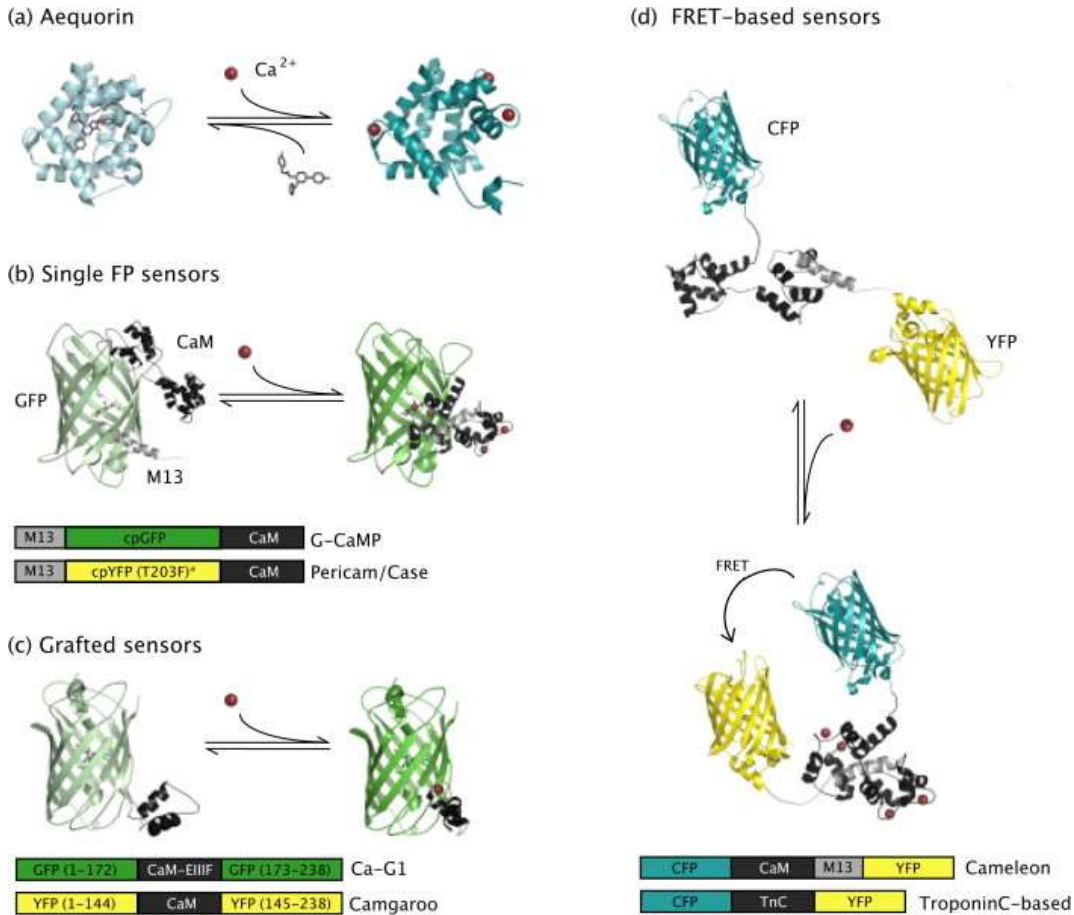 (a) Aequorin
Ca2+
(b) Single FP sensors
CaM
GFP
M13
M13 cpGFP CaM G-CaMP
M13 cpYFP (T203F)* CaM Pericam/Case
(c) Grafted sensors
GFP (1-172) CaM-EIIIF GFP (173-238) Ca-G1
YFP (1-144) CaM YFP (145-238) Camgaroo
(d) FRET-based sensors
CFP
YFP
FRET
CFP CaM M13 YFP Cameleon
CFP TnC YFP TroponinC-based